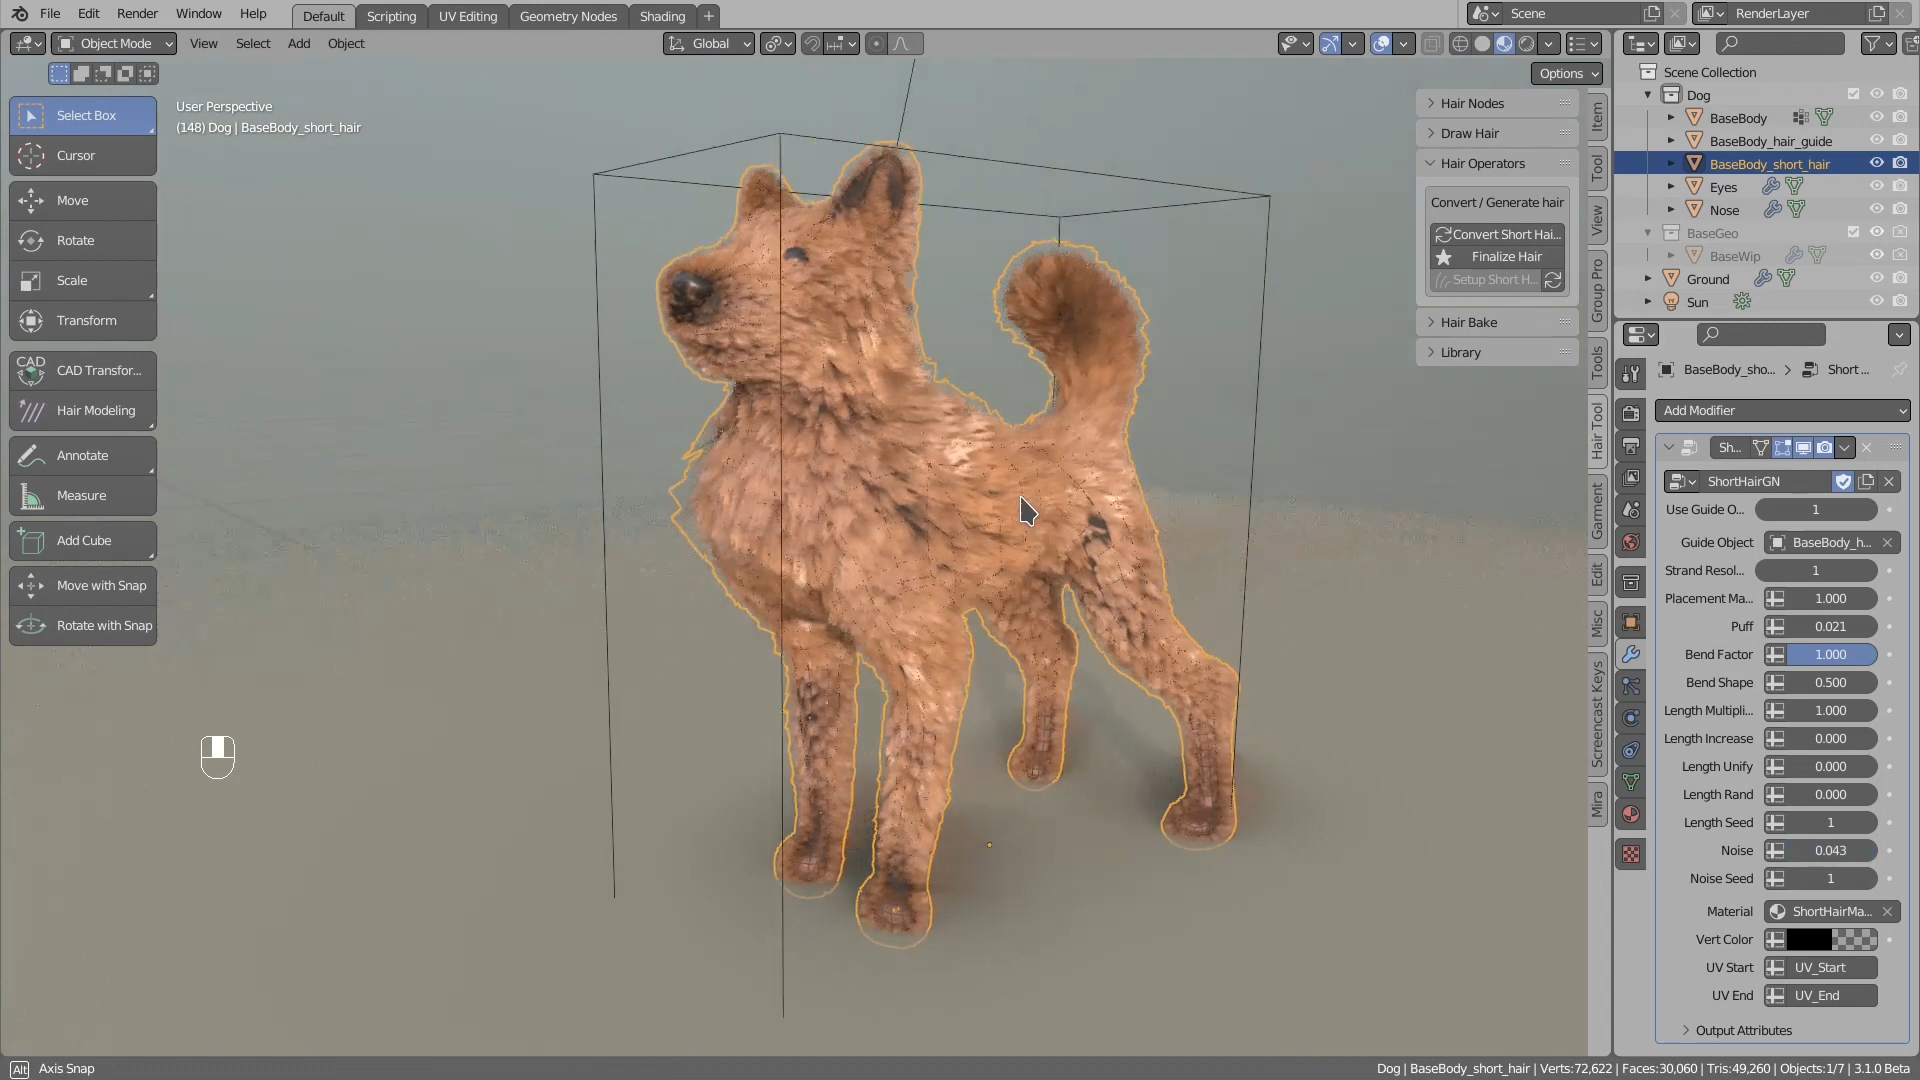 File Edit Render Window Help Default Scripting UV Editing Geometry Nodes Shading + Scene RenderLayer
Object Mode View Select Add Object Global
Options
User Perspective
(148) Dog | BaseBody_short_hair
Select Box
Cursor
Move
Rotate
Scale
Transform
CAD CAD Transfor...
Hair Modeling
Annotate
Measure
Add Cube
Move with Snap
Rotate with Snap
Hair Nodes
Draw Hair
Hair Operators
Convert / Generate hair
Convert Short Hai...
Finalize Hair
Setup Short H...
Hair Bake
Library
Item
Tool
View
Group Pro
Tools
Hair Tool
Garment
Edit
Misc
Screencast Keys
Mira
Scene Collection
Dog
BaseBody
BaseBody_hair_guide
BaseBody_short_hair
Eyes
Nose
BaseGeo
BaseWip
Ground
Sun
BaseBody_sho... Short ...
Add Modifier
Sh...
ShortHairGN
Use Guide O... 1
Guide Object BaseBody_h...
Strand Resol... 1
Placement Ma... 1.000
Puff 0.021
Bend Factor 1.000
Bend Shape 0.500
Length Multipli... 1.000
Length Increase 0.000
Length Unify 0.000
Length Rand 0.000
Length Seed 1
Noise 0.043
Noise Seed 1
Material ShortHairMa...
Vert Color
UV Start UV_Start
UV End UV_End
Output Attributes
Alt Axis Snap
Dog | BaseBody_short_hair | Verts:72,622 | Faces:30,060 | Tris:49,260 | Objects:1/7 | 3.1.0 Beta